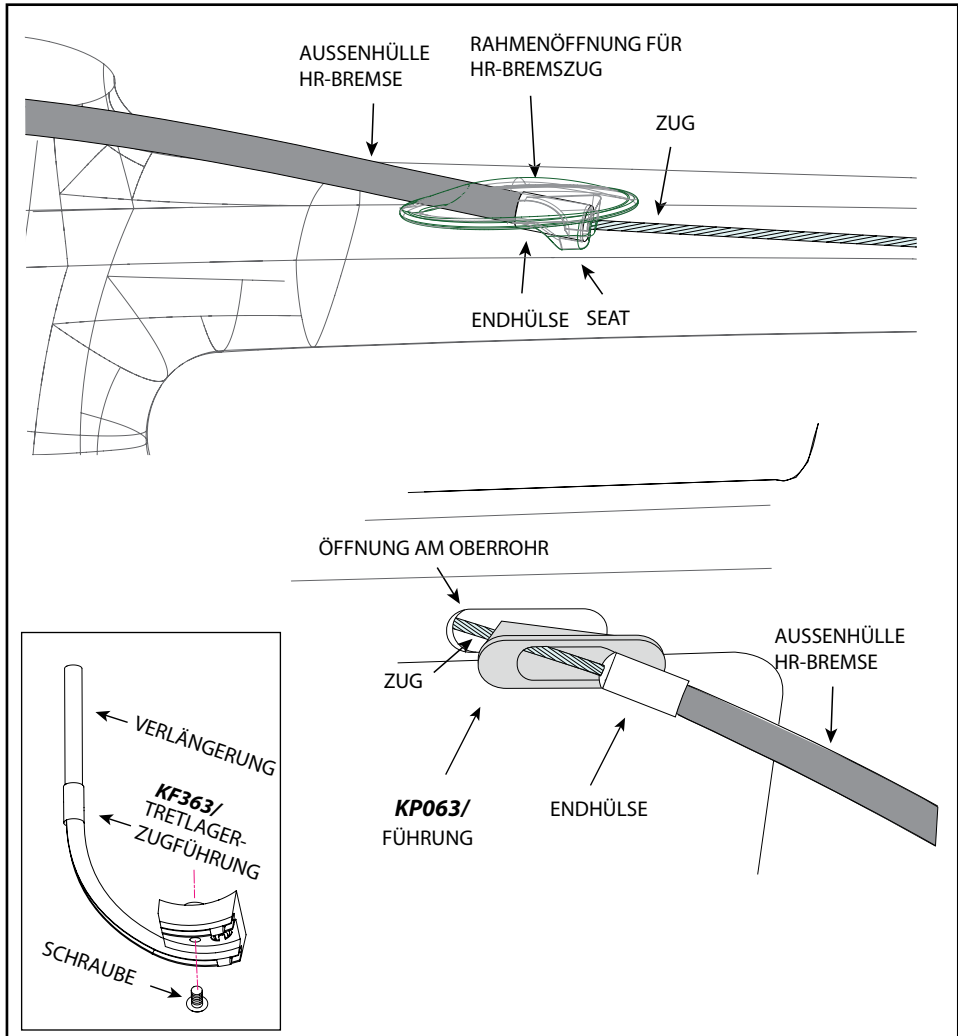 AUSSENHÜLLE
HR-BREMSE
RAHMENÖFFNUNG FÜR
HR-BREMSZUG
ZUG
ENDHÜLSE
SEAT
ÖFFNUNG AM OBERROHR
ZUG
AUSSENHÜLLE
HR-BREMSE
KP063/
FÜHRUNG
ENDHÜLSE
VERLÄNGERUNG
KF363/
TRETLAGER-
ZUGFÜHRUNG
SCHRAUBE